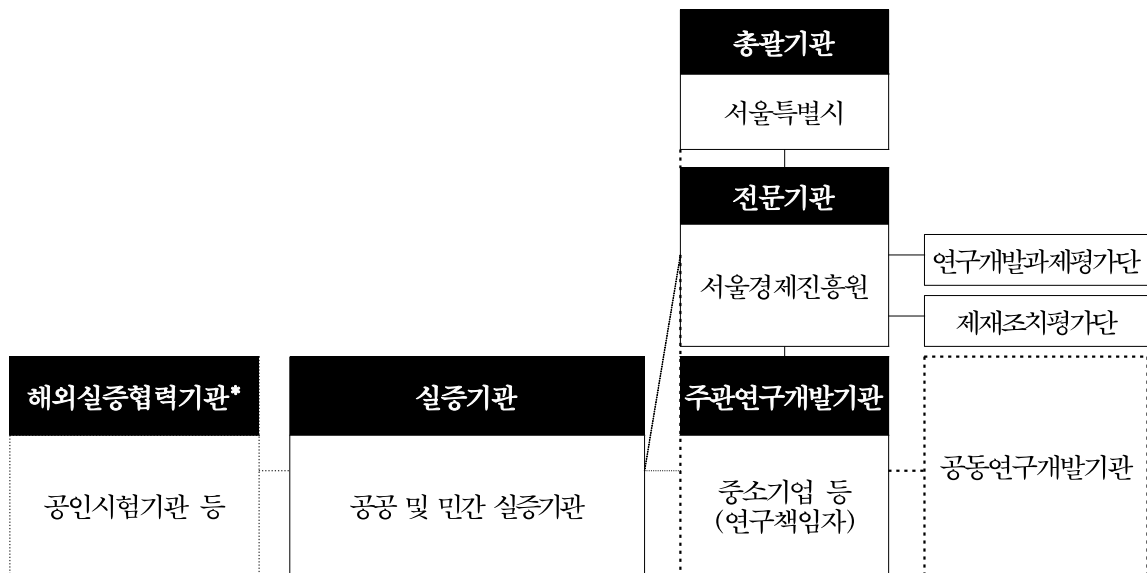 총괄기관
서울특별시
전문기관
서울경제진흥원
연구개발과제평가단
제재조치평가단
해외실증협력기관*
공인시험기관 등
실증기관
공공 및 민간 실증기관
주관연구개발기관
중소기업 등
(연구책임자)
공동연구개발기관